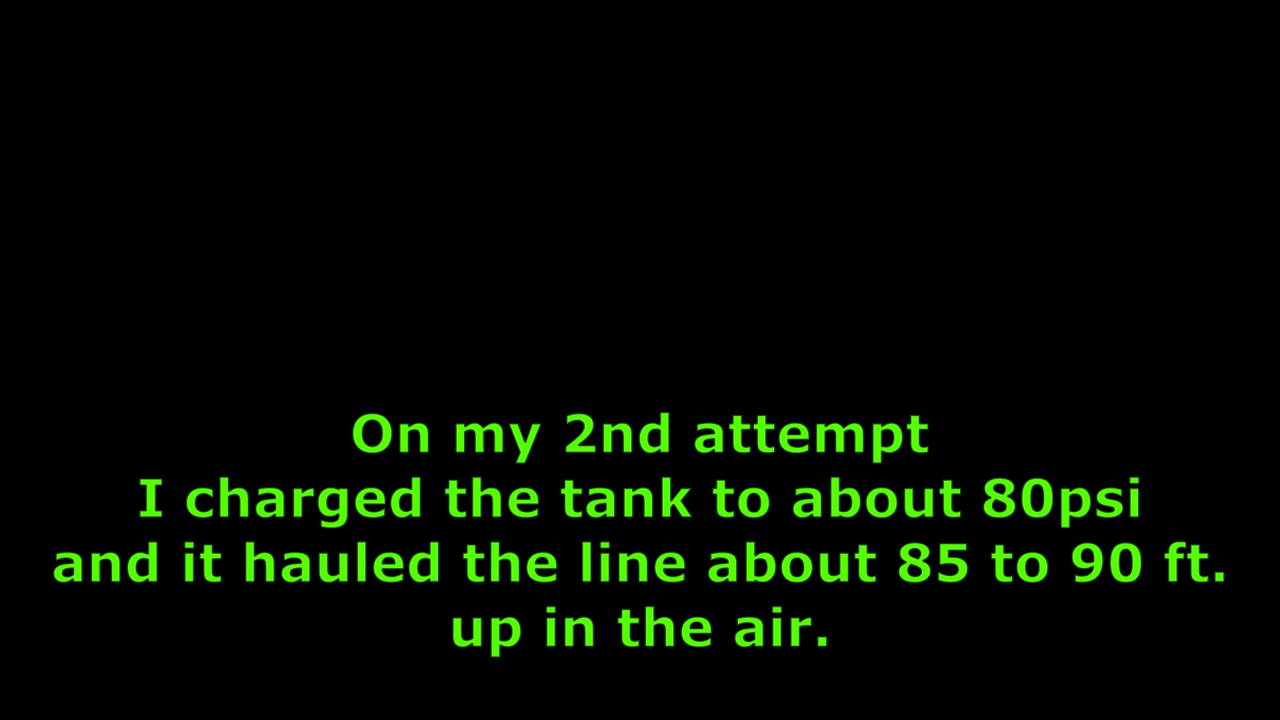 On my 2nd attempt
I charged the tank to about 80psi
and it hauled the line about 85 to 90 ft.
up in the air.